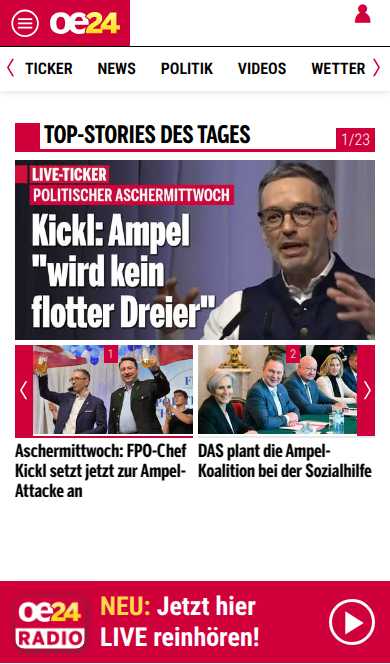 oe24
TICKER NEWS POLITIK VIDEOS WETTER
TOP-STORIES DES TAGES
1/23
LIVE-TICKER
POLITISCHER ASCHERMITTWOCH
Kickl: Ampel
"wird kein
flotter Dreier"
1
2
Aschermittwoch: FPÖ-Chef
Kickl setzt jetzt zur Ampel-
Attacke an
DAS plant die Ampel-
Koalition bei der Sozialhilfe
oe24
RADIO
NEU: Jetzt hier
LIVE reinhören!